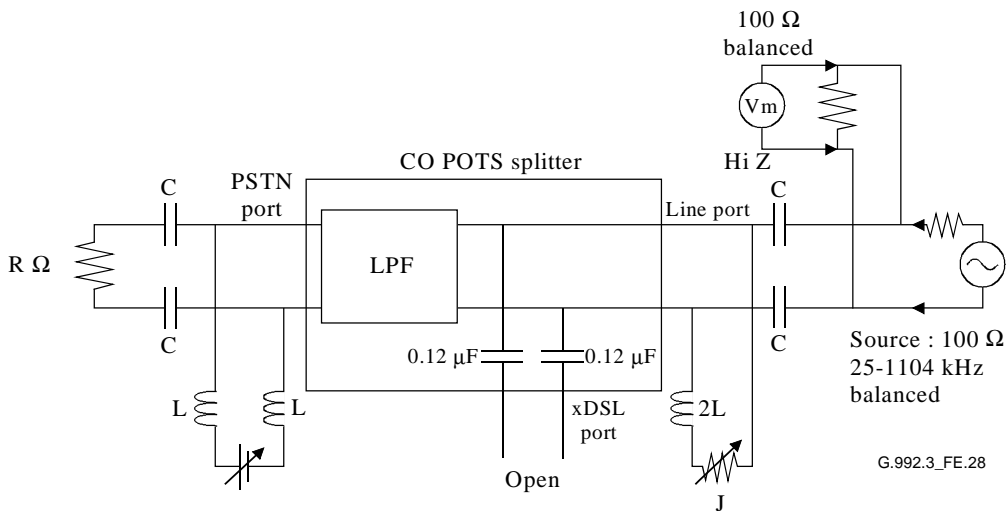 100 Ω
balanced
Vm
Hi Z
CO POTS splitter
C
PSTN
port
Line port
C
R Ω
LPF
C
C
Source : 100 Ω
25-1104 kHz
balanced
0.12 µF
0.12 µF
L
L
xDSL
port
2L
Open
J
G.992.3_FE.28